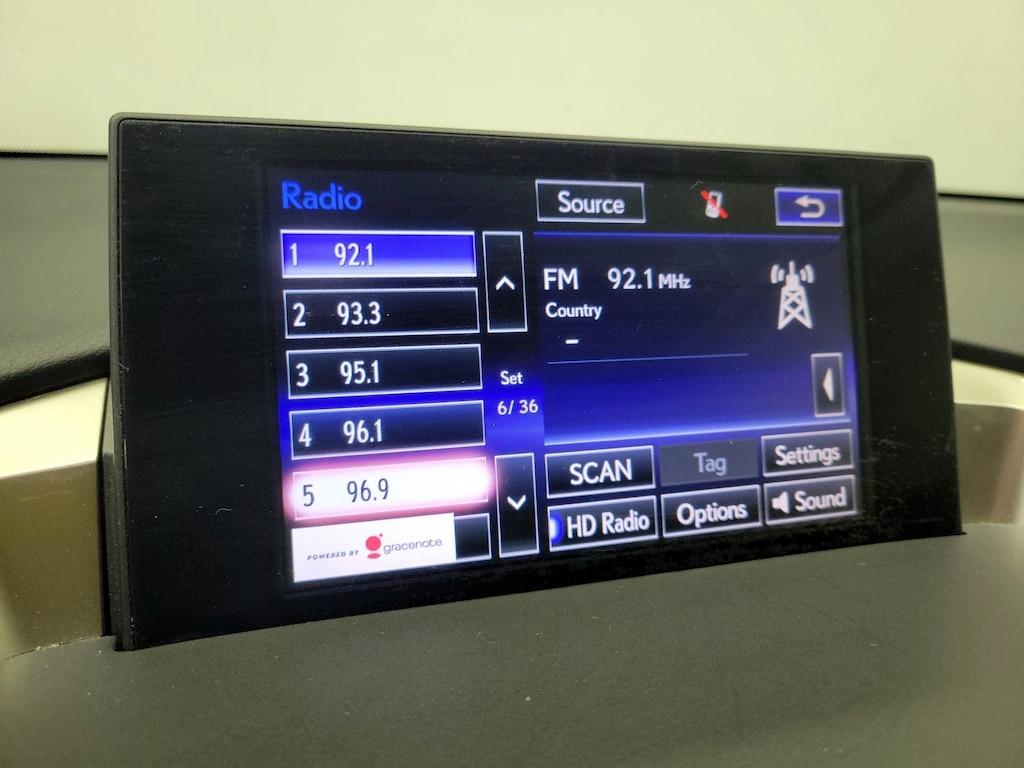 Radio
Source
1 92.1
2 93.3
3 95.1
4 96.1
5 96.9
Set
6/ 36
FM 92.1 MHz
Country
-
SCAN
Tag
Settings
HD Radio
Options
Sound
POWERED BY gracenote.